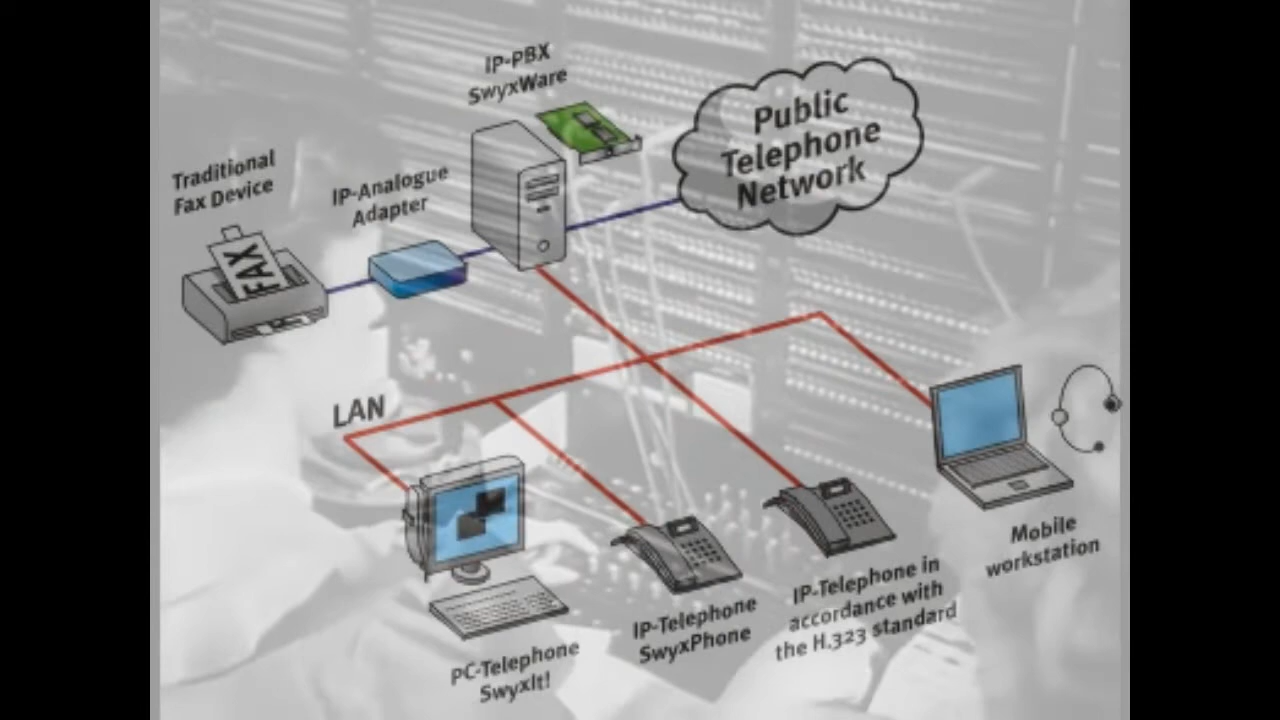 IP-PBX
SwyxWare
Public
Telephone
Network
Traditional
Fax Device
IP-Analogue
Adapter
FAX
LAN
Mobile
workstation
IP-Telephone in
accordance with
the H.323 standard
IP-Telephone
SwyxPhone
PC-Telephone
SwyxIt!